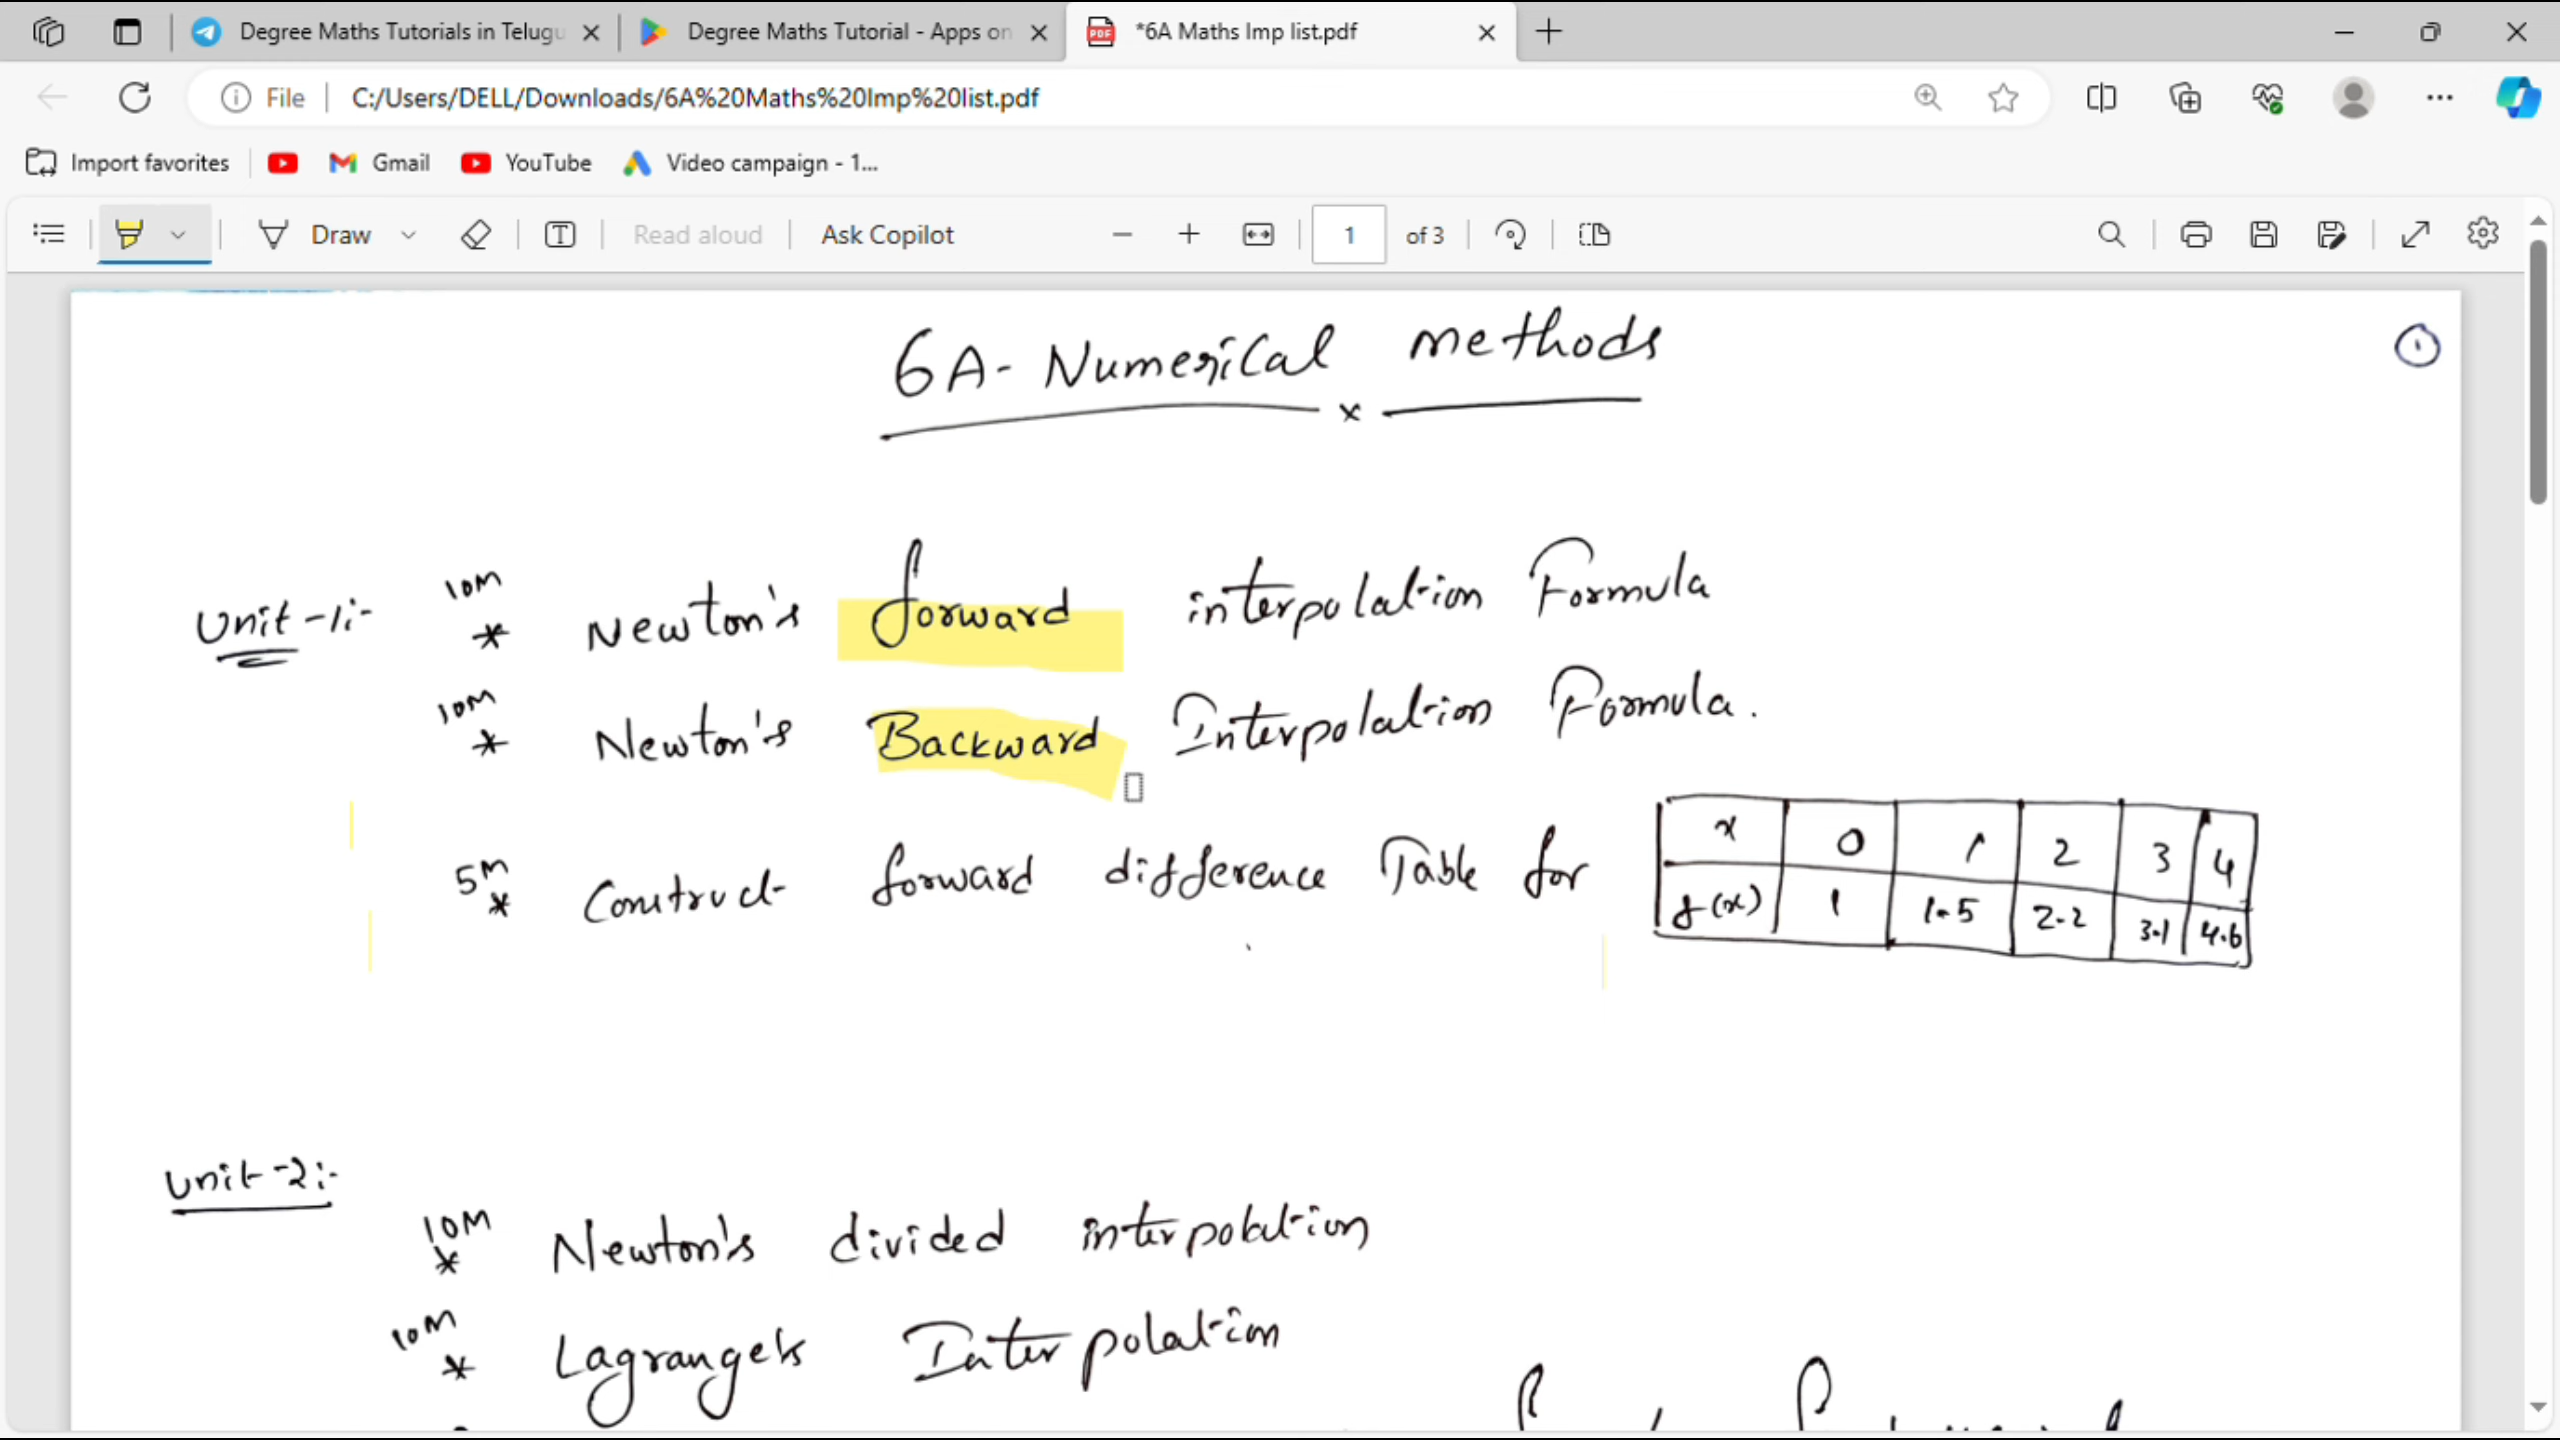 Degree Maths Tutorials in Telugu
Degree Maths Tutorial - Apps on
*6A Maths Imp list.pdf
File | C:/Users/DELL/Downloads/6A%20Maths%20Imp%20list.pdf
Import favorites
Gmail
YouTube
Video campaign - 1...
Draw
Read aloud
Ask Copilot
1 of 3
6A- Numerical methods
1
Unit-1:- 10M * Newton's forward interpolation Formula
10M * Newton's Backward Interpolation Formula.
5M * Construct forward difference Table for
x 0 1 2 3 4
f(x) 1 1.5 2.2 3.1 4.6
Unit-2:-
10M * Newton's divided interpolation
10M * Lagrange's Interpolation